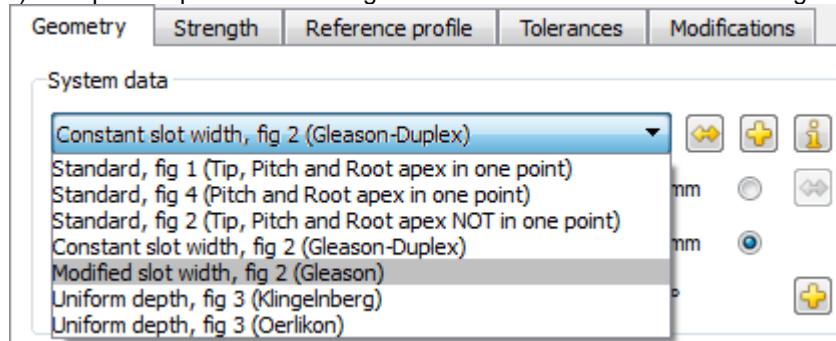 Geometry Strength Reference profile Tolerances Modifications
System data
Constant slot width, fig 2 (Gleason-Duplex)
Standard, fig 1 (Tip, Pitch and Root apex in one point)
mm
Standard, fig 4 (Pitch and Root apex in one point)
Standard, fig 2 (Tip, Pitch and Root apex NOT in one point)
Constant slot width, fig 2 (Gleason-Duplex)
mm
Modified slot width, fig 2 (Gleason)
Uniform depth, fig 3 (Klingelnberg)
°
Uniform depth, fig 3 (Oerlikon)